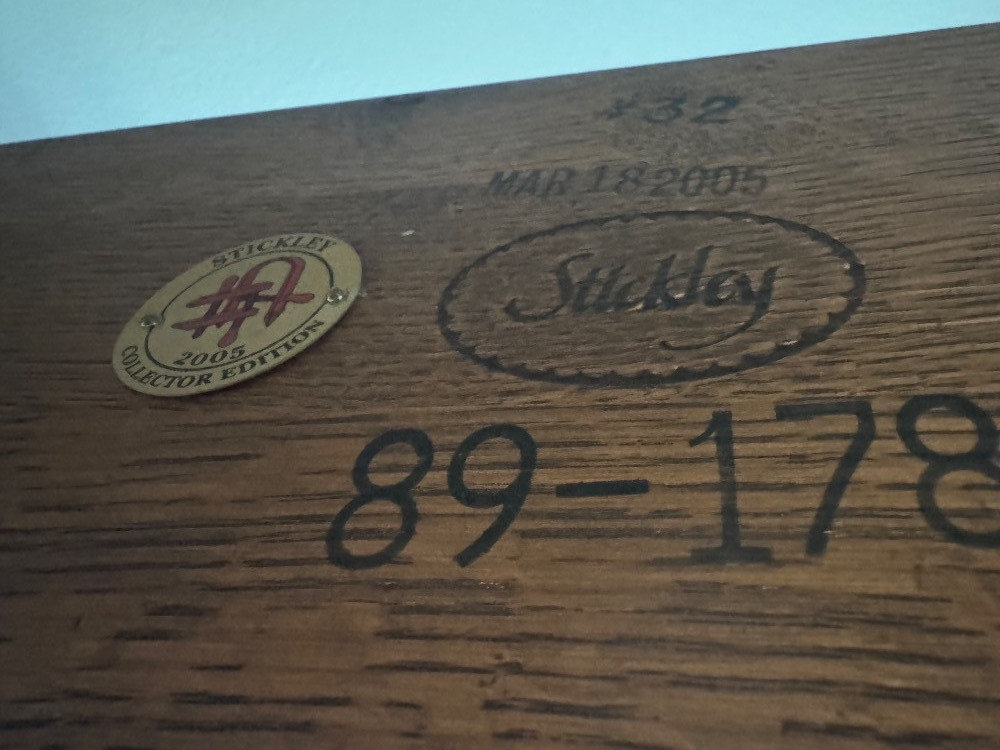 32
MAR 18 2005
STICKLEY
2005
COLLECTOR EDITION
Stickley
89-178